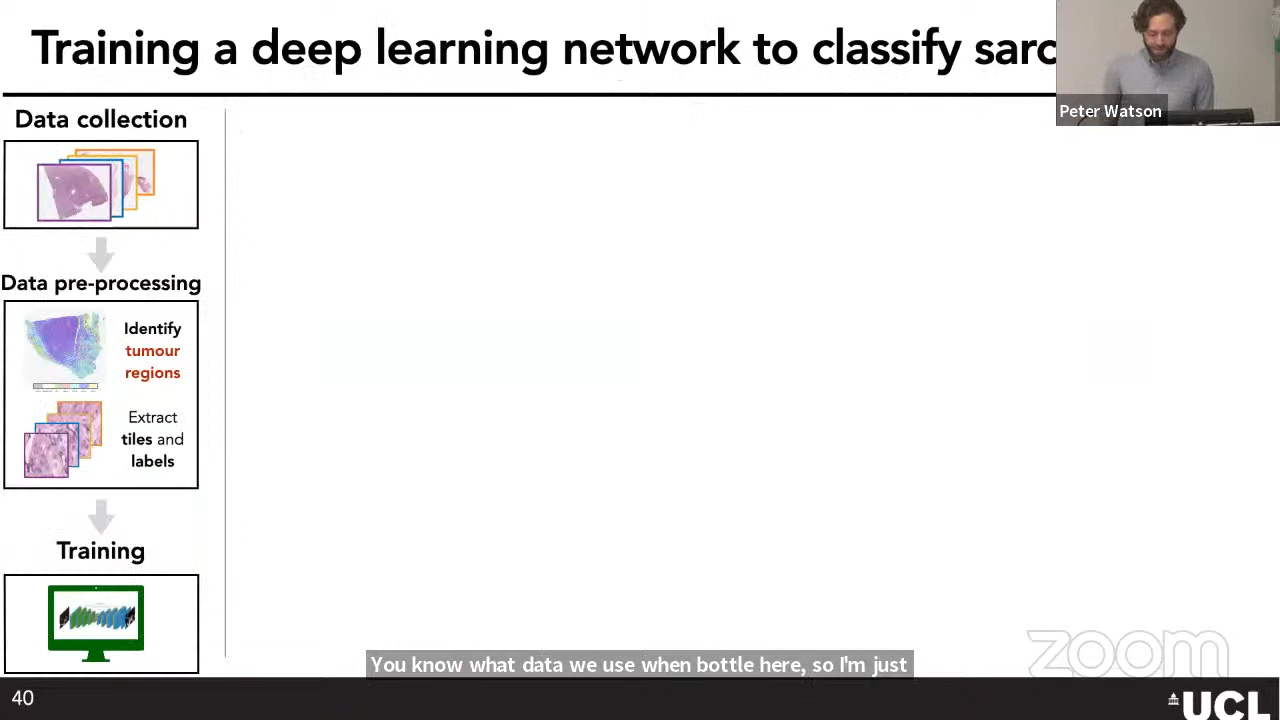 Training a deep learning network to classify sarc
Peter Watson
Data collection
Data pre-processing
Identify
tumour
regions
Extract
tiles and
labels
Training
zoom
You know what data we use when bottle here, so I'm just
40
UCL